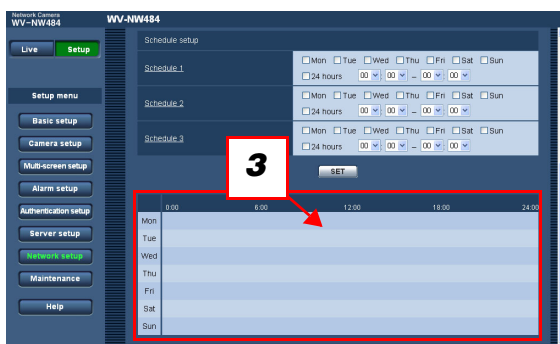 Network Camera
WV-NW484
WV-NW484
Live Setup
Setup menu
Basic setup
Camera setup
Multi-screen setup
Alarm setup
Authentication setup
Server setup
Network setup
Maintenance
Help
Schedule setup
Schedule 1
Mon Tue Wed Thu Fri Sat Sun
24 hours 00 : 00 – 00 : 00
Schedule 2
Mon Tue Wed Thu Fri Sat Sun
24 hours 00 : 00 – 00 : 00
Schedule 3
Mon Tue Wed Thu Fri Sat Sun
24 hours 00 : 00 – 00 : 00
3
SET
0:00 6:00 12:00 18:00 24:00
Mon
Tue
Wed
Thu
Fri
Sat
Sun